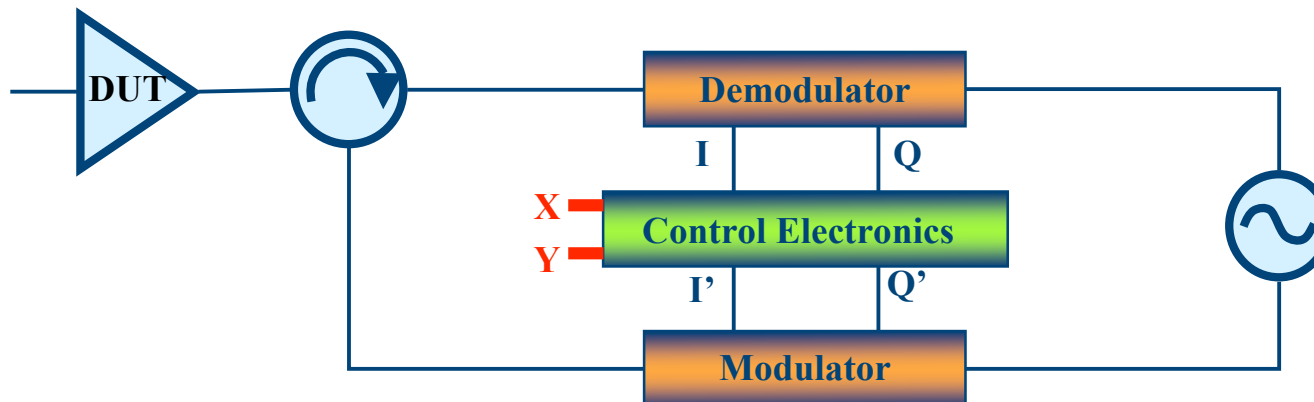 DUT
Demodulator
I
Q
X
Control Electronics
Y
I’
Q’
Modulator